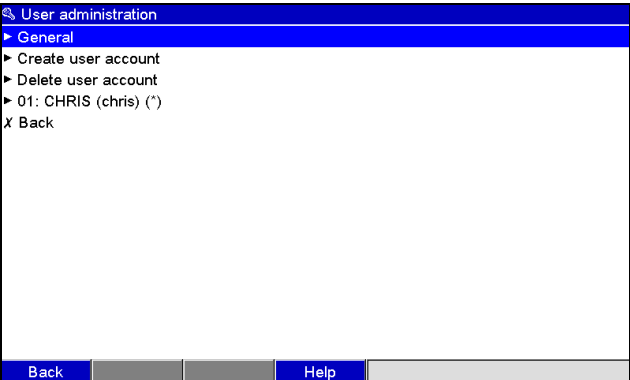 User administration
► General
► Create user account
► Delete user account
► 01: CHRIS (chris) (*)
X Back
Back Help